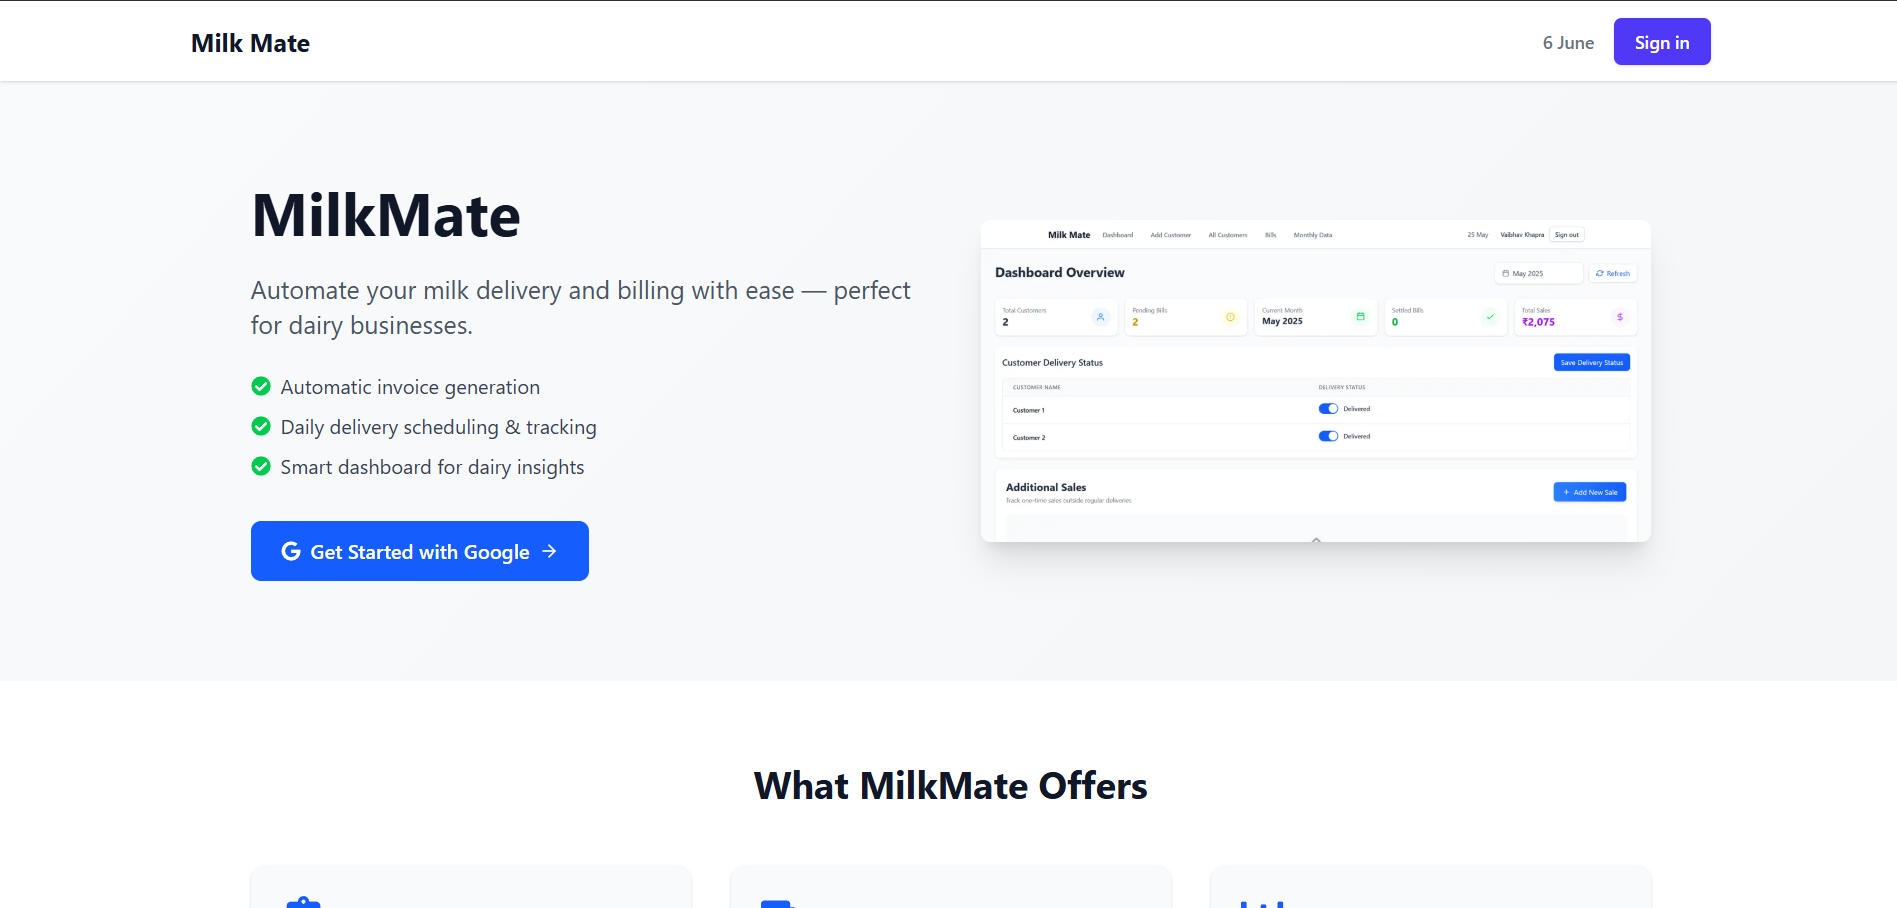 Milk Mate
6 June
Sign in
MilkMate
Automate your milk delivery and billing with ease — perfect
for dairy businesses.
Automatic invoice generation
Daily delivery scheduling & tracking
Smart dashboard for dairy insights
Get Started with Google
Milk Mate Dashboard Add Customer All Customers Bills Monthly Data 25 May Vaibhav Khapra Sign out
Dashboard Overview
May 2025
Refresh
Total Customers
2
Pending Bills
2
Current Month
May 2025
Settled Bills
0
Total Sales
₹2,075
Customer Delivery Status
Save Delivery Status
CUSTOMER NAME DELIVERY STATUS
Customer 1 Delivered
Customer 2 Delivered
Additional Sales
Track one-time sales outside regular deliveries
+ Add New Sale
What MilkMate Offers